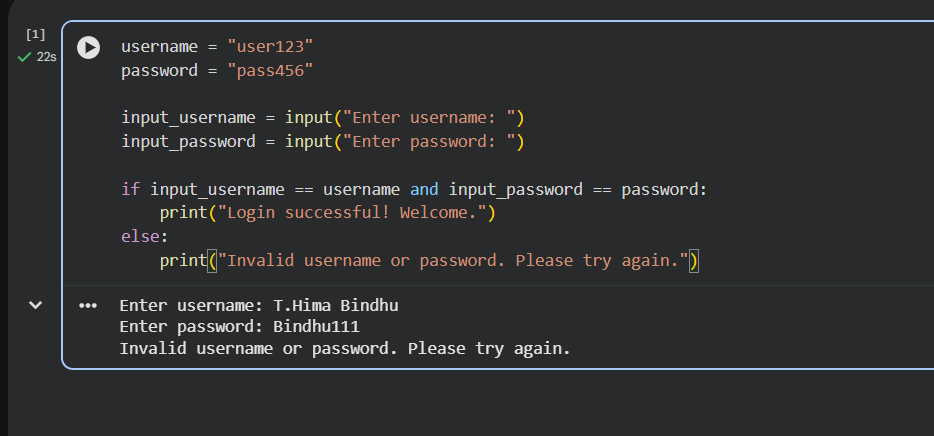 [1]
22s
username = "user123"
password = "pass456"
input_username = input("Enter username: ")
input_password = input("Enter password: ")
if input_username == username and input_password == password:
    print("Login successful! Welcome.")
else:
    print("Invalid username or password. Please try again.")
Enter username: T.Hima Bindhu
Enter password: Bindhu111
Invalid username or password. Please try again.